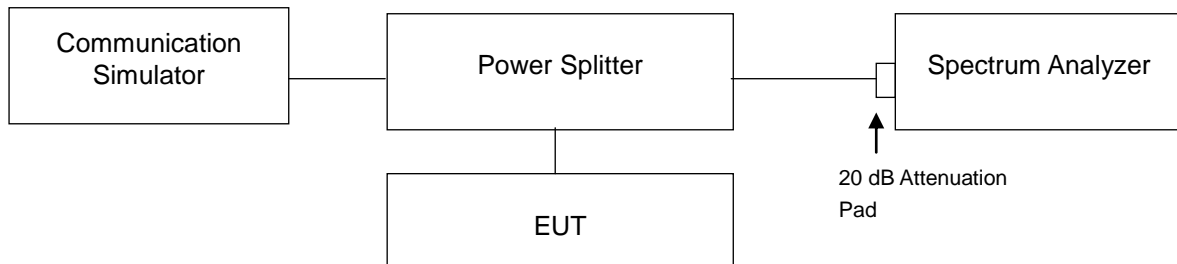 Communication
Simulator
Power Splitter
Spectrum Analyzer
20 dB Attenuation
Pad
EUT